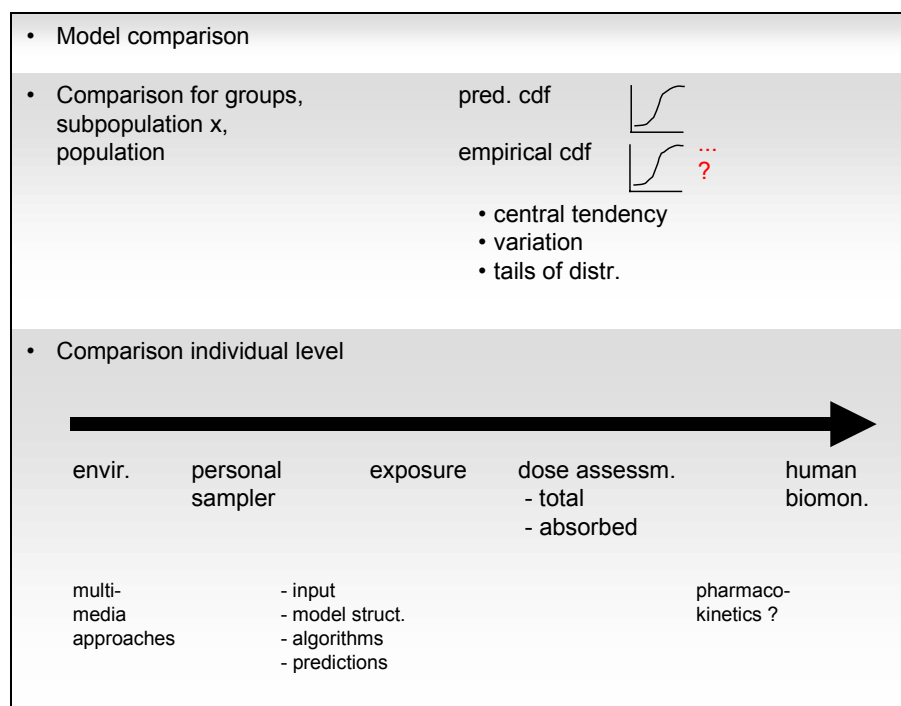 • Model comparison
• Comparison for groups,
subpopulation x,
population
pred. cdf
empirical cdf
...
?
• central tendency
• variation
• tails of distr.
• Comparison individual level
envir.
personal
sampler
exposure
dose assessm.
- total
- absorbed
human
biomon.
multi-
media
approaches
- input
- model struct.
- algorithms
- predictions
pharmaco-
kinetics ?